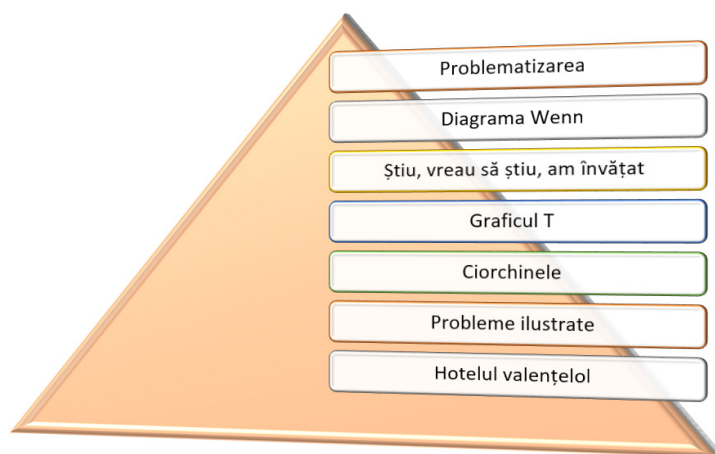 Problematizarea
Diagrama Wenn
Știu, vreau să știu, am învățat
Graficul T
Ciorchinele
Probleme ilustrate
Hotelul valențelol